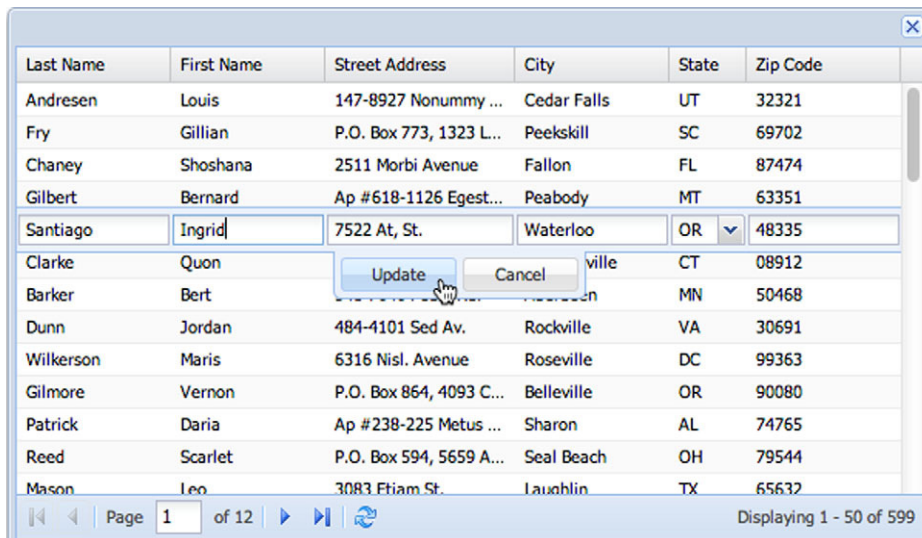 Last Name First Name Street Address City State Zip Code
Andresen Louis 147-8927 Nonummy ... Cedar Falls UT 32321
Fry Gillian P.O. Box 773, 1323 L... Peekskill SC 69702
Chaney Shoshana 2511 Morbi Avenue Fallon FL 87474
Gilbert Bernard Ap #618-1126 Egest... Peabody MT 63351
Santiago Ingrid 7522 At, St. Waterloo OR 48335
Clarke Quon ville CT 08912
Update Cancel
Barker Bert MN 50468
Dunn Jordan 484-4101 Sed Av. Rockville VA 30691
Wilkerson Maris 6316 Nisl. Avenue Roseville DC 99363
Gilmore Vernon P.O. Box 864, 4093 C... Belleville OR 90080
Patrick Daria Ap #238-225 Metus ... Sharon AL 74765
Reed Scarlet P.O. Box 594, 5659 A... Seal Beach OH 79544
Mason Leo 3083 Etiam St. Laughlin TX 65632
Page 1 of 12 Displaying 1 - 50 of 599